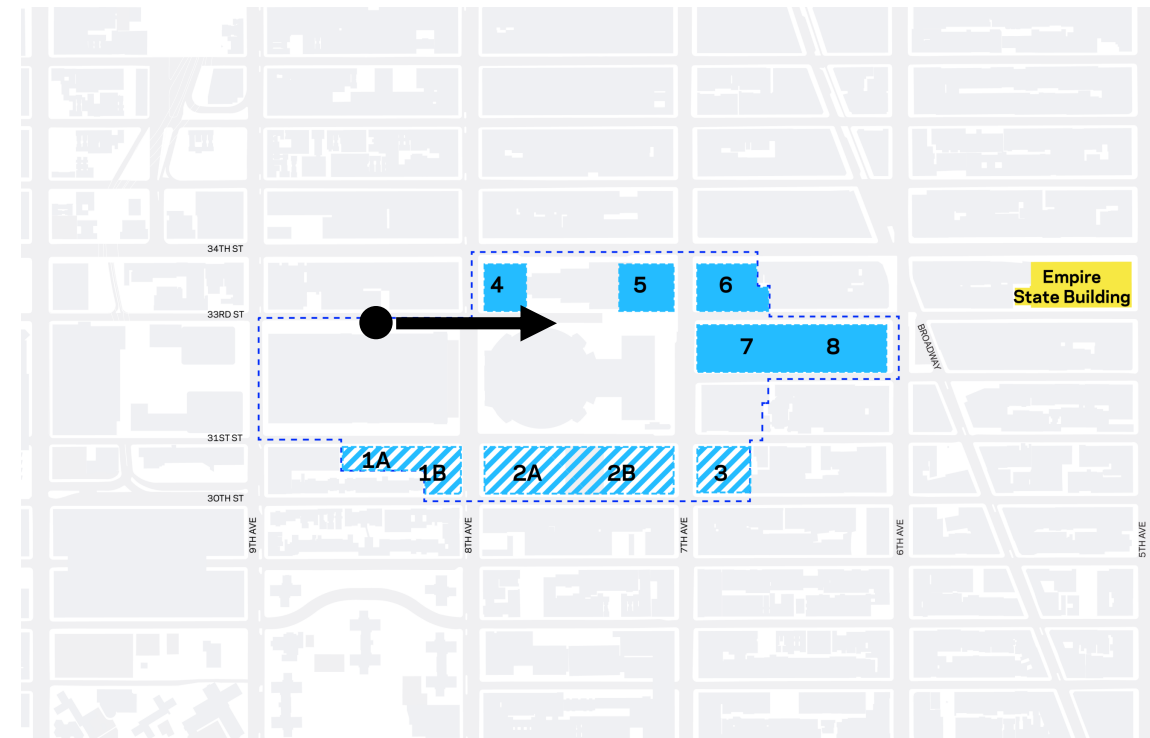 34TH ST
4
5
6
Empire
State Building
33RD ST
7
8
BROADWAY
31ST ST
1A
1B
2A
2B
3
30TH ST
9TH AVE
8TH AVE
7TH AVE
6TH AVE
5TH AVE